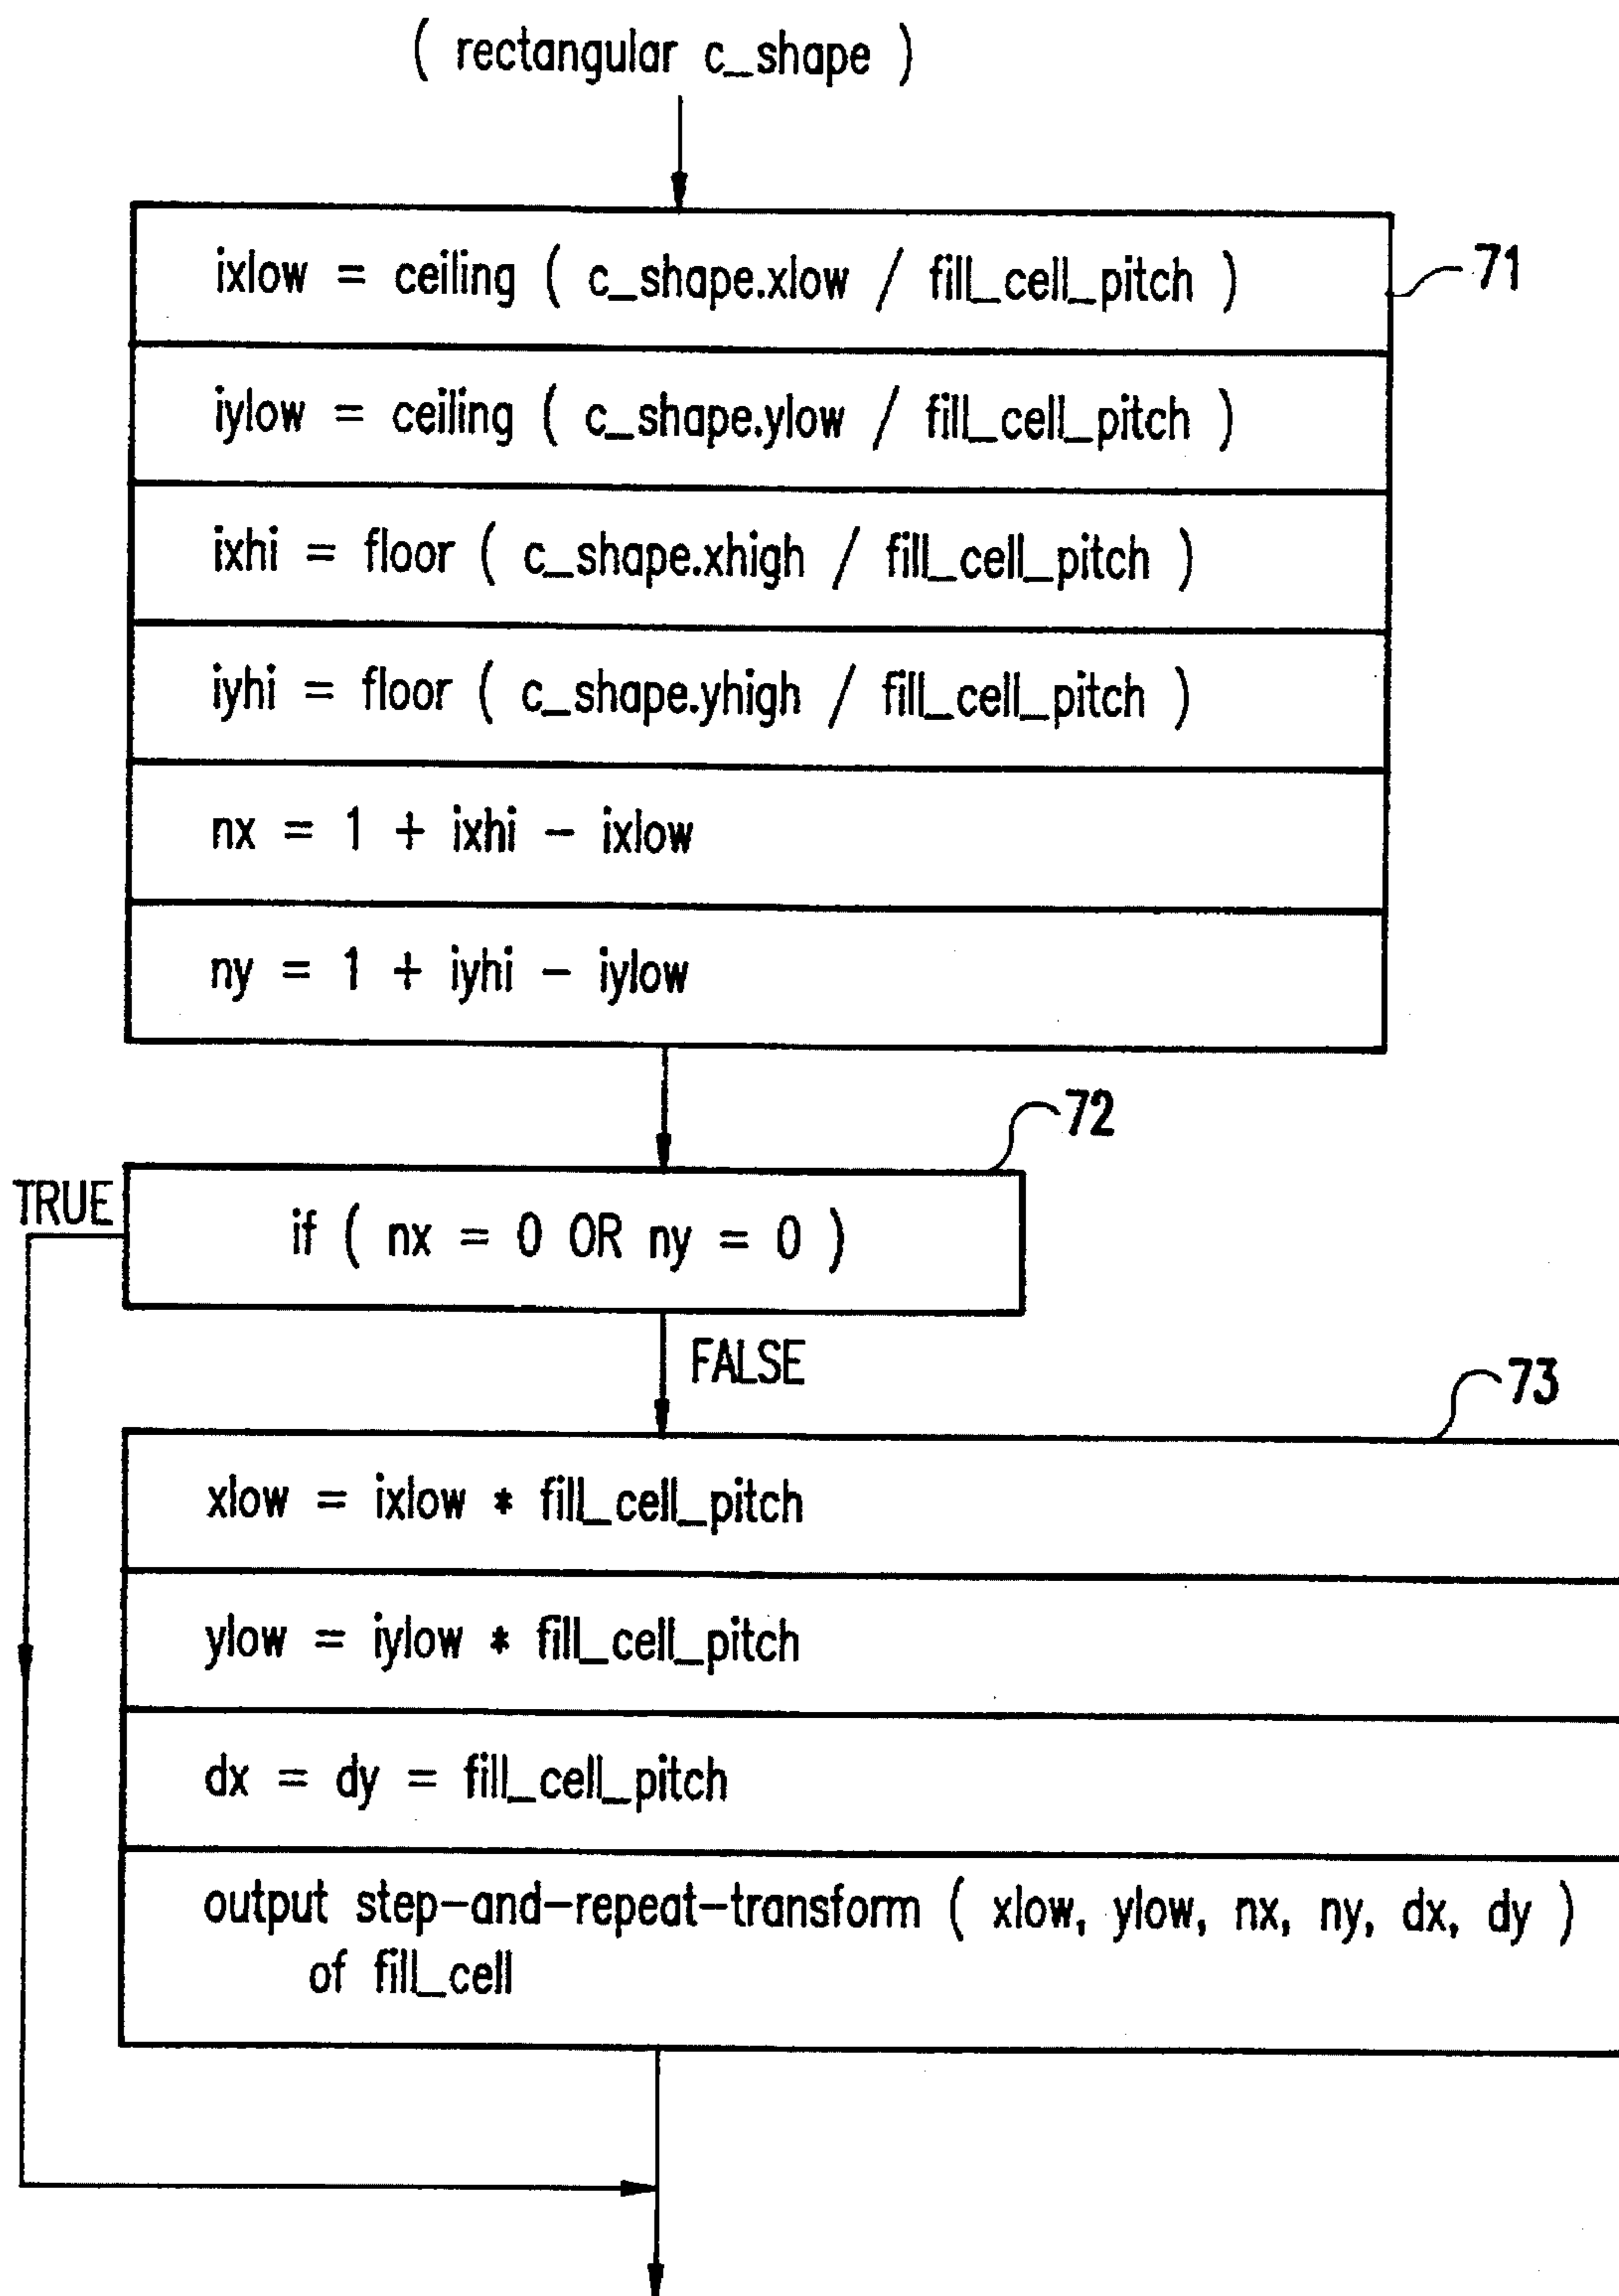 ( rectangular c_shape )
ixlow = ceiling ( c_shape.xlow / fill_cell_pitch )
71
iylow = ceiling ( c_shape.ylow / fill_cell_pitch )
ixhi = floor ( c_shape.xhigh / fill_cell_pitch )
iyhi = floor ( c_shape.yhigh / fill_cell_pitch )
nx = 1 + ixhi - ixlow
ny = 1 + iyhi - iylow
72
TRUE
if ( nx = 0 OR ny = 0 )
FALSE
73
xlow = ixlow * fill_cell_pitch
ylow = iylow * fill_cell_pitch
dx = dy = fill_cell_pitch
output step-and-repeat-transform ( xlow, ylow, nx, ny, dx, dy )
of fill_cell